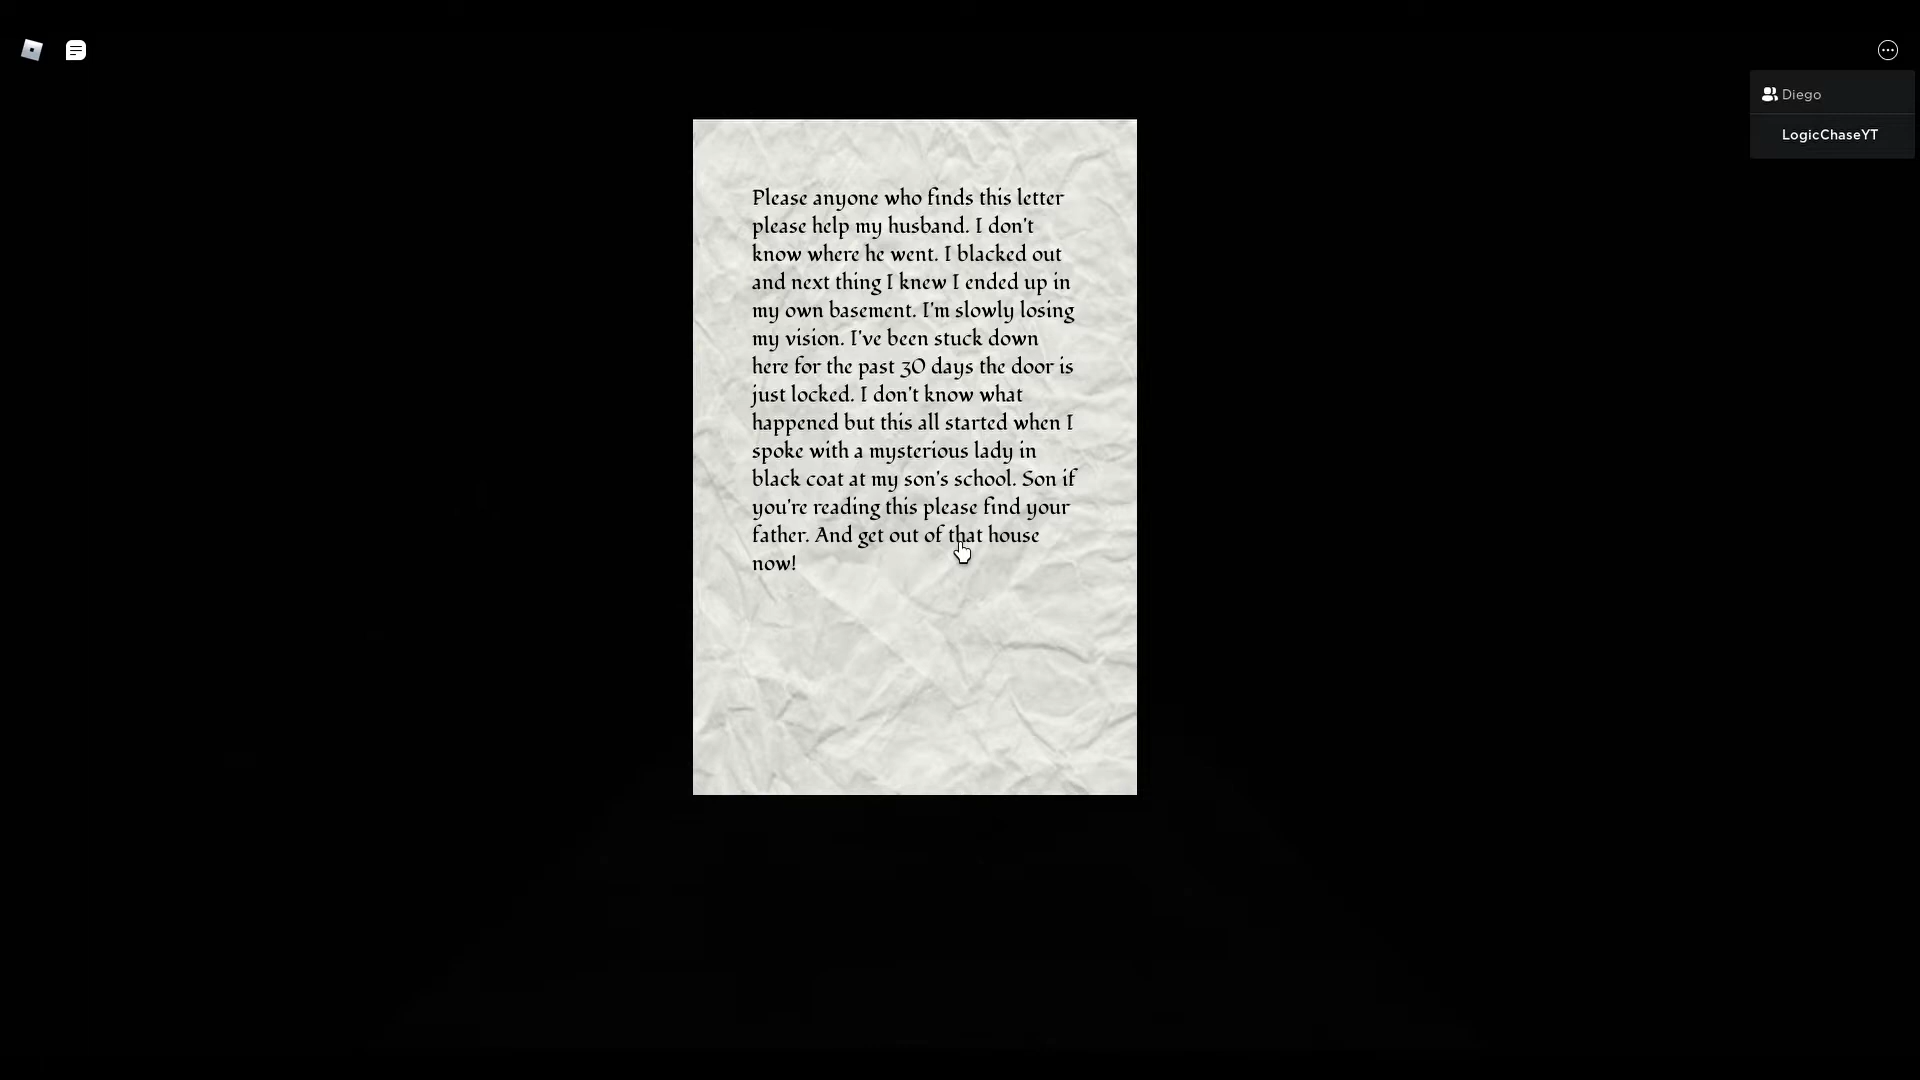 Diego
LogicChaseYT
Please anyone who finds this letter
please help my husband. I don't
know where he went. I blacked out
and next thing I knew I ended up in
my own basement. I'm slowly losing
my vision. I've been stuck down
here for the past 30 days the door is
just locked. I don't know what
happened but this all started when I
spoke with a mysterious lady in
black coat at my son's school. Son if
you're reading this please find your
father. And get out of that house
now!